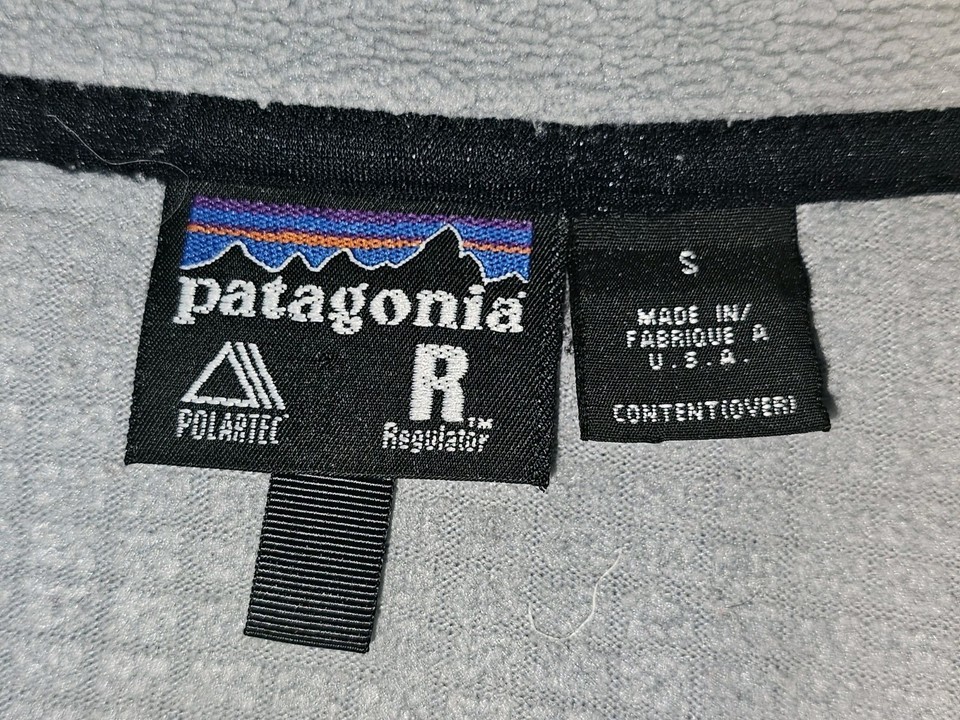 patagonia
POLARTEC
R
Regulator™
S
MADE IN/
FABRIQUE A
U.S.A.
CONTENT(OVER)